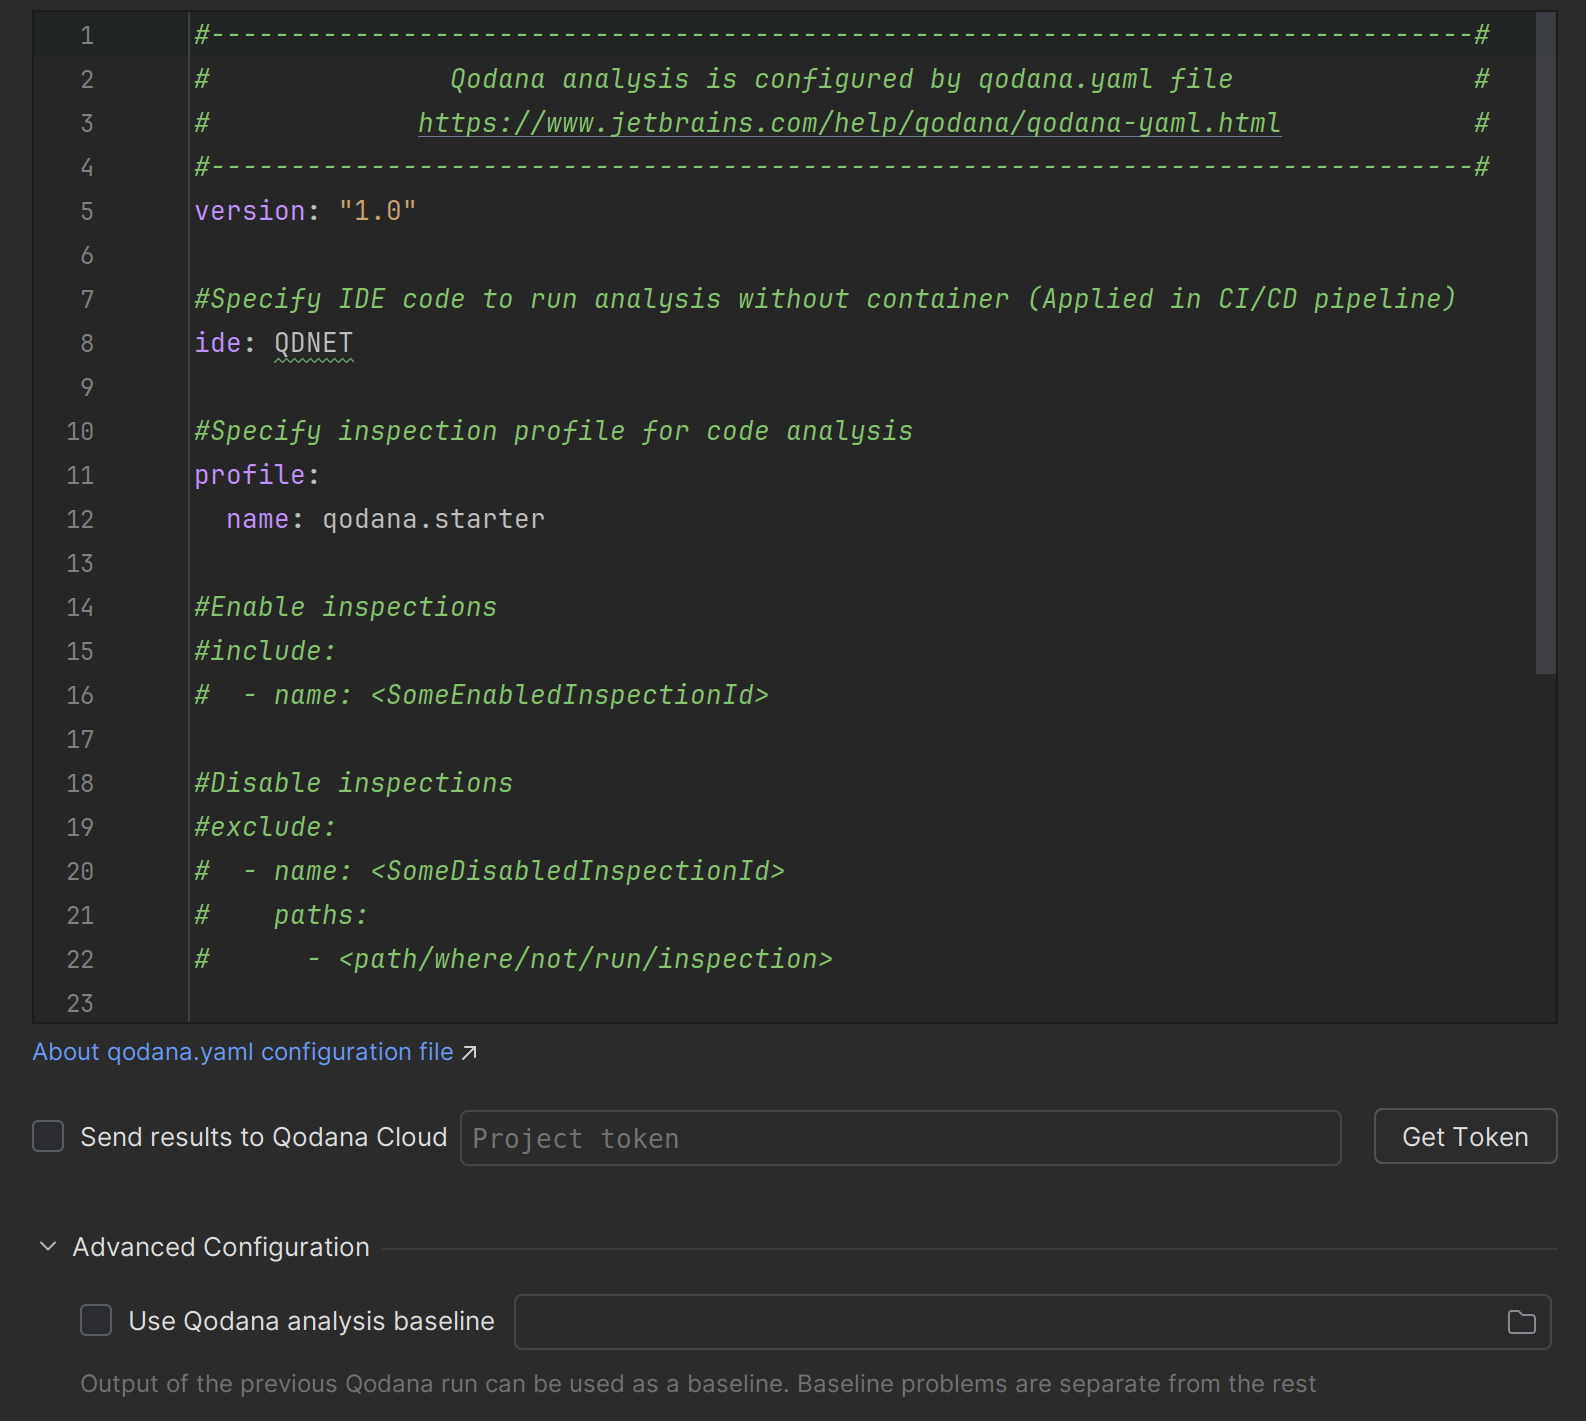 1 #-------------------------------------------------------------------------------#
2 #               Qodana analysis is configured by qodana.yaml file               #
3 #             https://www.jetbrains.com/help/qodana/qodana-yaml.html            #
4 #-------------------------------------------------------------------------------#
5 version: "1.0"
6
7 #Specify IDE code to run analysis without container (Applied in CI/CD pipeline)
8 ide: QDNET
9
10 #Specify inspection profile for code analysis
11 profile:
12   name: qodana.starter
13
14 #Enable inspections
15 #include:
16 #  - name: <SomeEnabledInspectionId>
17
18 #Disable inspections
19 #exclude:
20 #  - name: <SomeDisabledInspectionId>
21 #    paths:
22 #      - <path/where/not/run/inspection>
23
About qodana.yaml configuration file
Send results to Qodana Cloud Project token Get Token
Advanced Configuration
Use Qodana analysis baseline
Output of the previous Qodana run can be used as a baseline. Baseline problems are separate from the rest